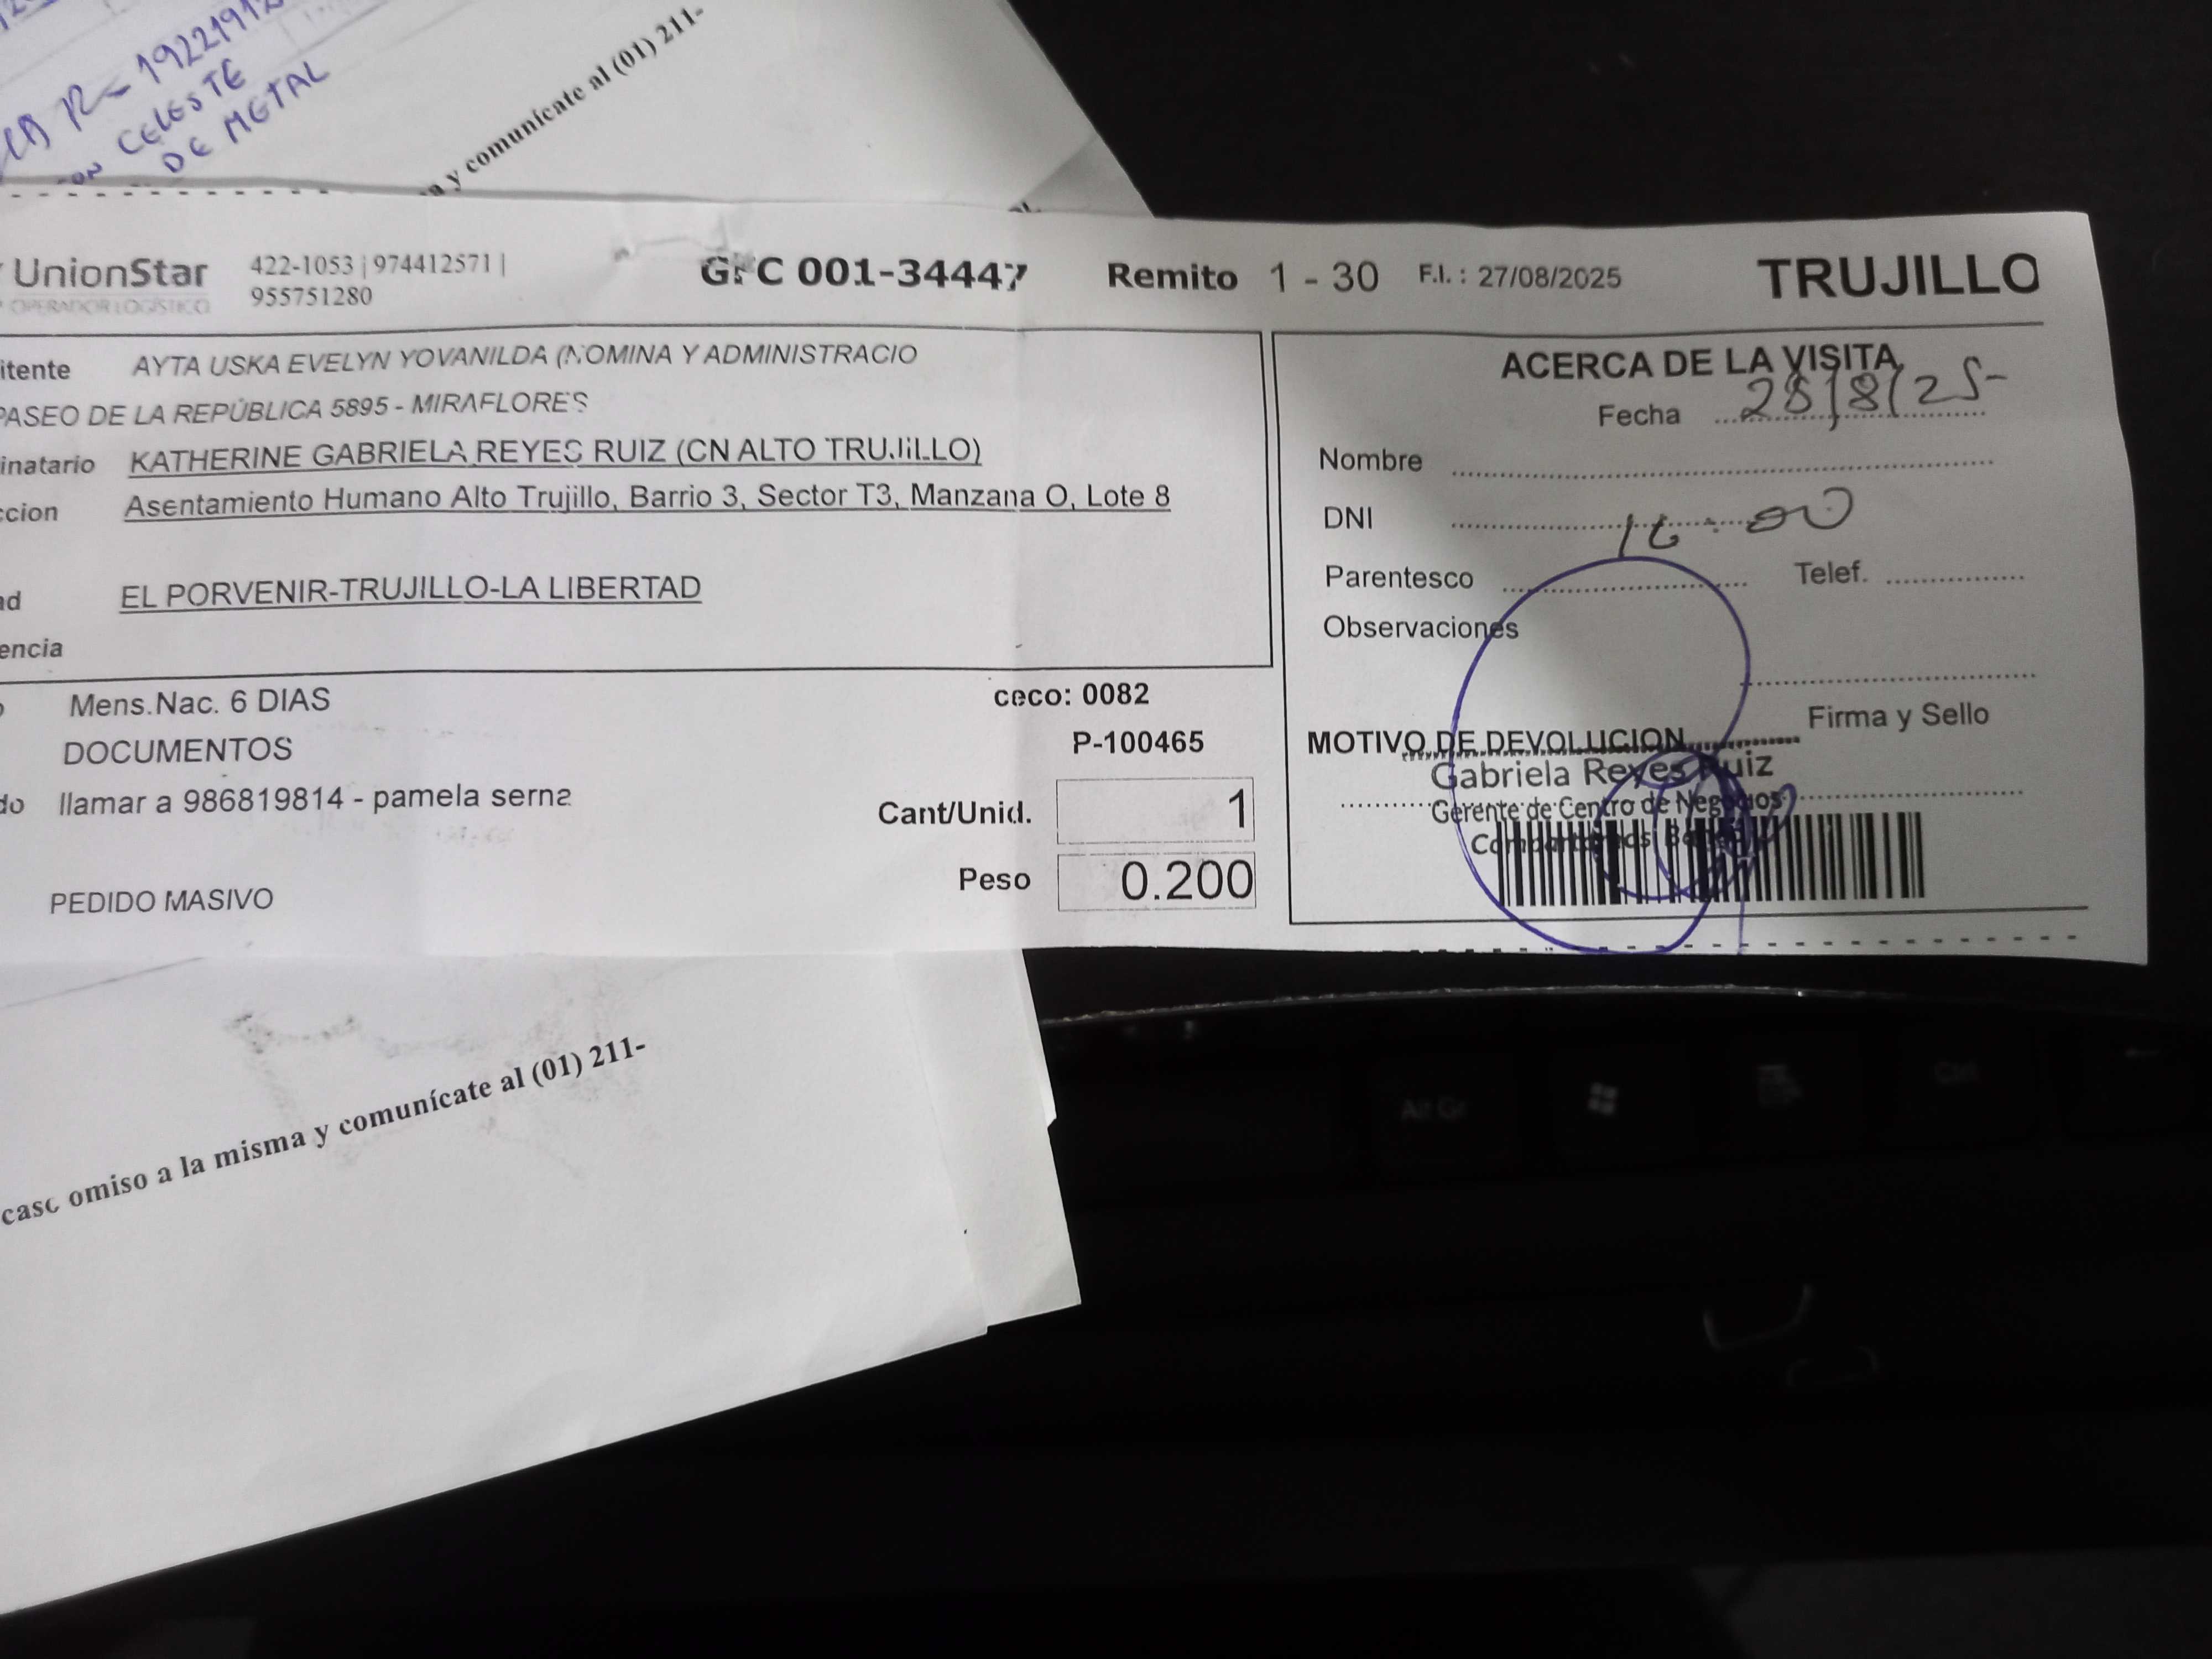 R- 1922191
CELESTE
DE METAL
y comunícate al (01) 211-
UnionStar
OPERADOR LOGÍSTICO
422-1053 | 974412571 |
955751280
001-34447
Remito 1 - 30 F.I. : 27/08/2025
TRUJILLO
itente AYTA USKA EVELYN YOVANILDA (NOMINA Y ADMINISTRACIO
PASEO DE LA REPÚBLICA 5895 - MIRAFLORES
inatario KATHERINE GABRIELA REYES RUIZ (CN ALTO TRUJILLO)
ccion Asentamiento Humano Alto Trujillo, Barrio 3, Sector T3, Manzana O, Lote 8
ad EL PORVENIR-TRUJILLO-LA LIBERTAD
encia
o Mens.Nac. 6 DIAS
ceco: 0082
DOCUMENTOS
P-100465
do llamar a 986819814 - pamela serna
Cant/Unid. 1
Peso 0.200
PEDIDO MASIVO
ACERCA DE LA VISITA
Fecha 28/8/25-
Nombre
DNI
16:00
Parentesco Telef.
Observaciones
Firma y Sello
MOTIVO DE DEVOLUCION
Gabriela Reyes Ruiz
Gerente de Centro de Negocios
caso omiso a la misma y comunícate al (01) 211-
Alt Gr
Ctrl